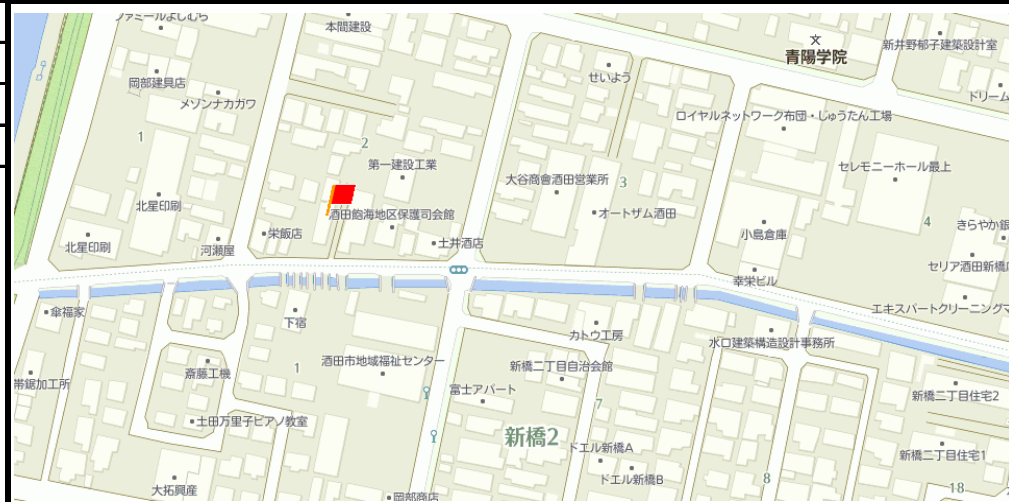 ファミールよしむら
本間建設
文
青陽学院
新井野郁子建築設計室
せいよう
岡部建具店
メゾンナカガワ
ドリーム
ロイヤルネットワーク布団・じゅうたん工場
1
2
第一建設工業
大谷商會酒田営業所
3
セレモニーホール最上
北星印刷
酒田飽海地区保護司会館
オートザム酒田
4
きらやか銀
栄飯店
土井酒店
小島倉庫
北星印刷
河瀬屋
セリア酒田新橋店
幸栄ビル
傘福家
下宿
エキスパートクリーニングマ
カトウ工房
水口建築構造設計事務所
酒田市地域福祉センター
新橋二丁目自治会館
斎藤工機
1
帯鋸加工所
富士アパート
新橋二丁目住宅2
7
土田万里子ピアノ教室
新橋2
ドエル新橋A
新橋二丁目住宅1
ドエル新橋B
8
大拓興産
岡部商店
18